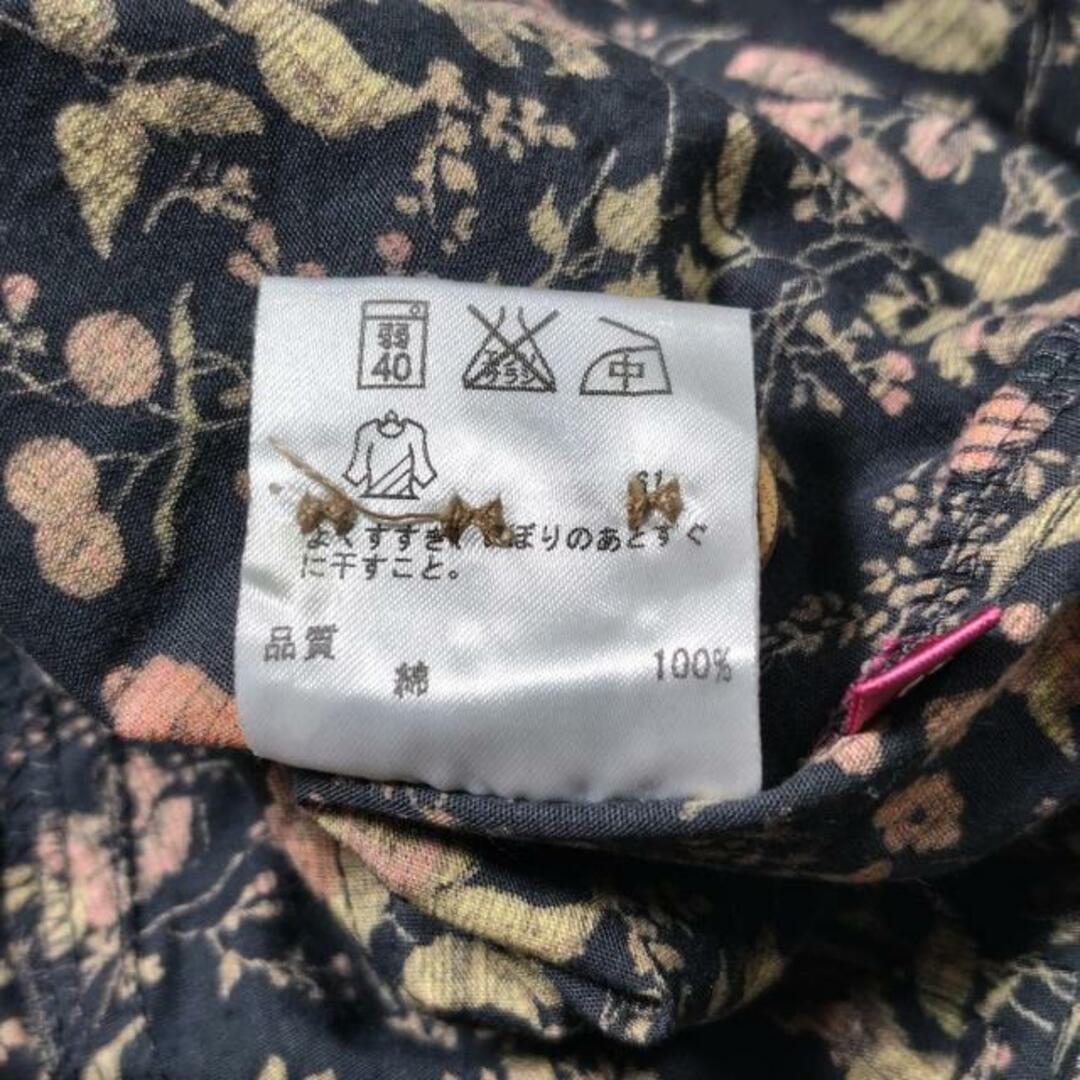 弱
40
エンソ
サラシ
中
61
よくすすぎ、しぼりのあとすぐ
に干すこと。
品質
綿 100%